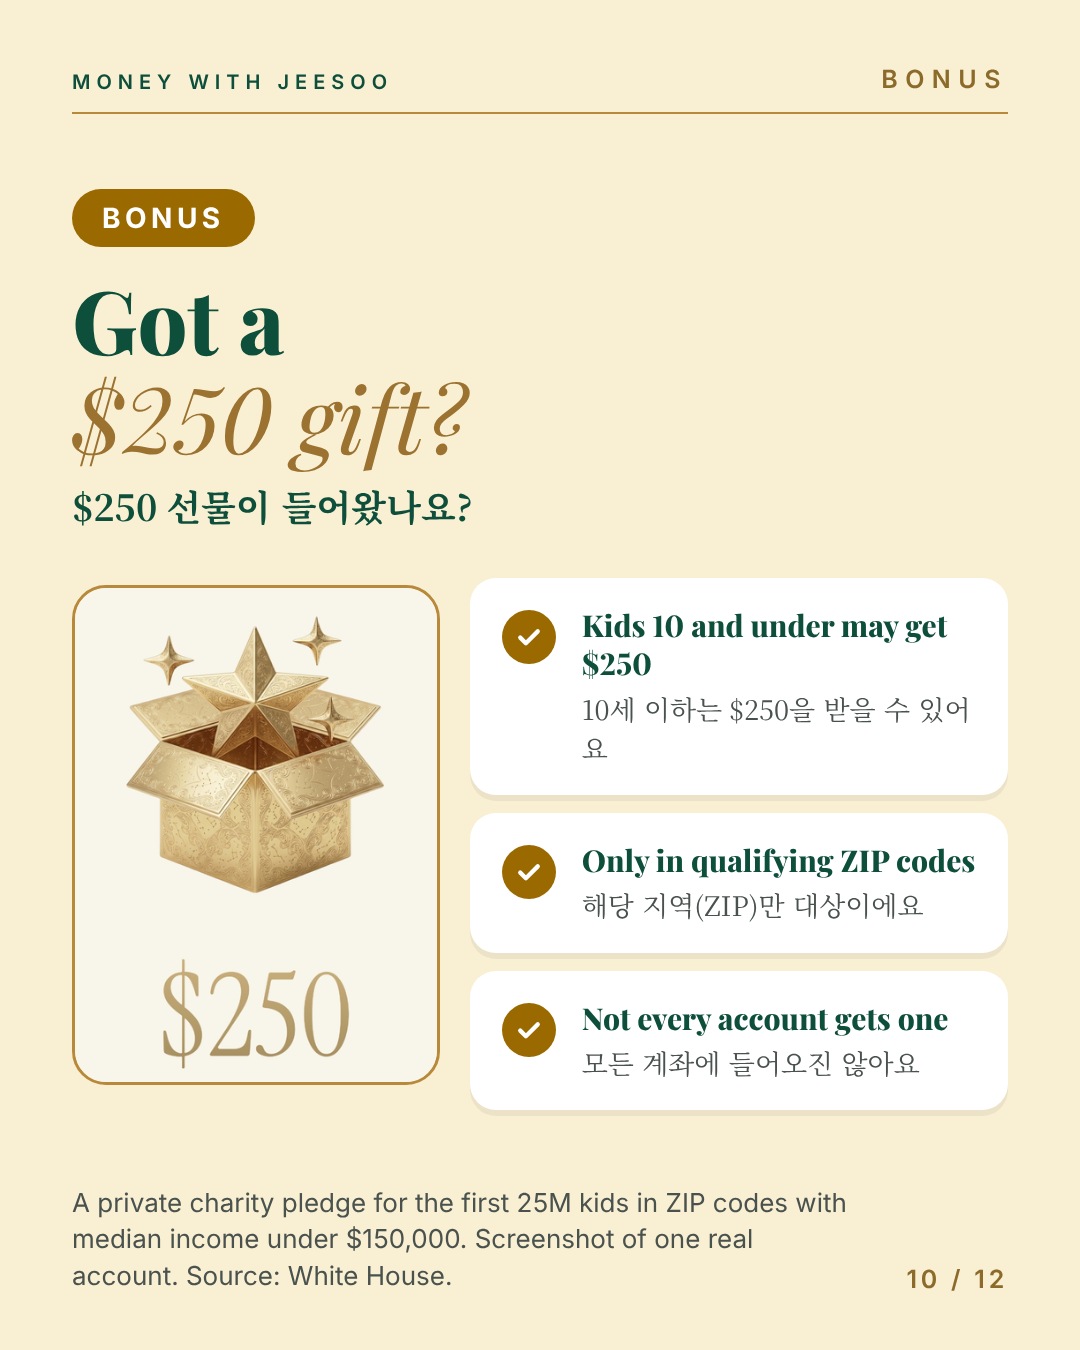 MONEY WITH JEESOO
BONUS
BONUS
Got a
$250 gift?
$250 선물이 들어왔나요?
$250
Kids 10 and under may get
$250
10세 이하는 $250을 받을 수 있어
요
Only in qualifying ZIP codes
해당 지역(ZIP)만 대상이에요
Not every account gets one
모든 계좌에 들어오진 않아요
A private charity pledge for the first 25M kids in ZIP codes with
median income under $150,000. Screenshot of one real
account. Source: White House.
10 / 12